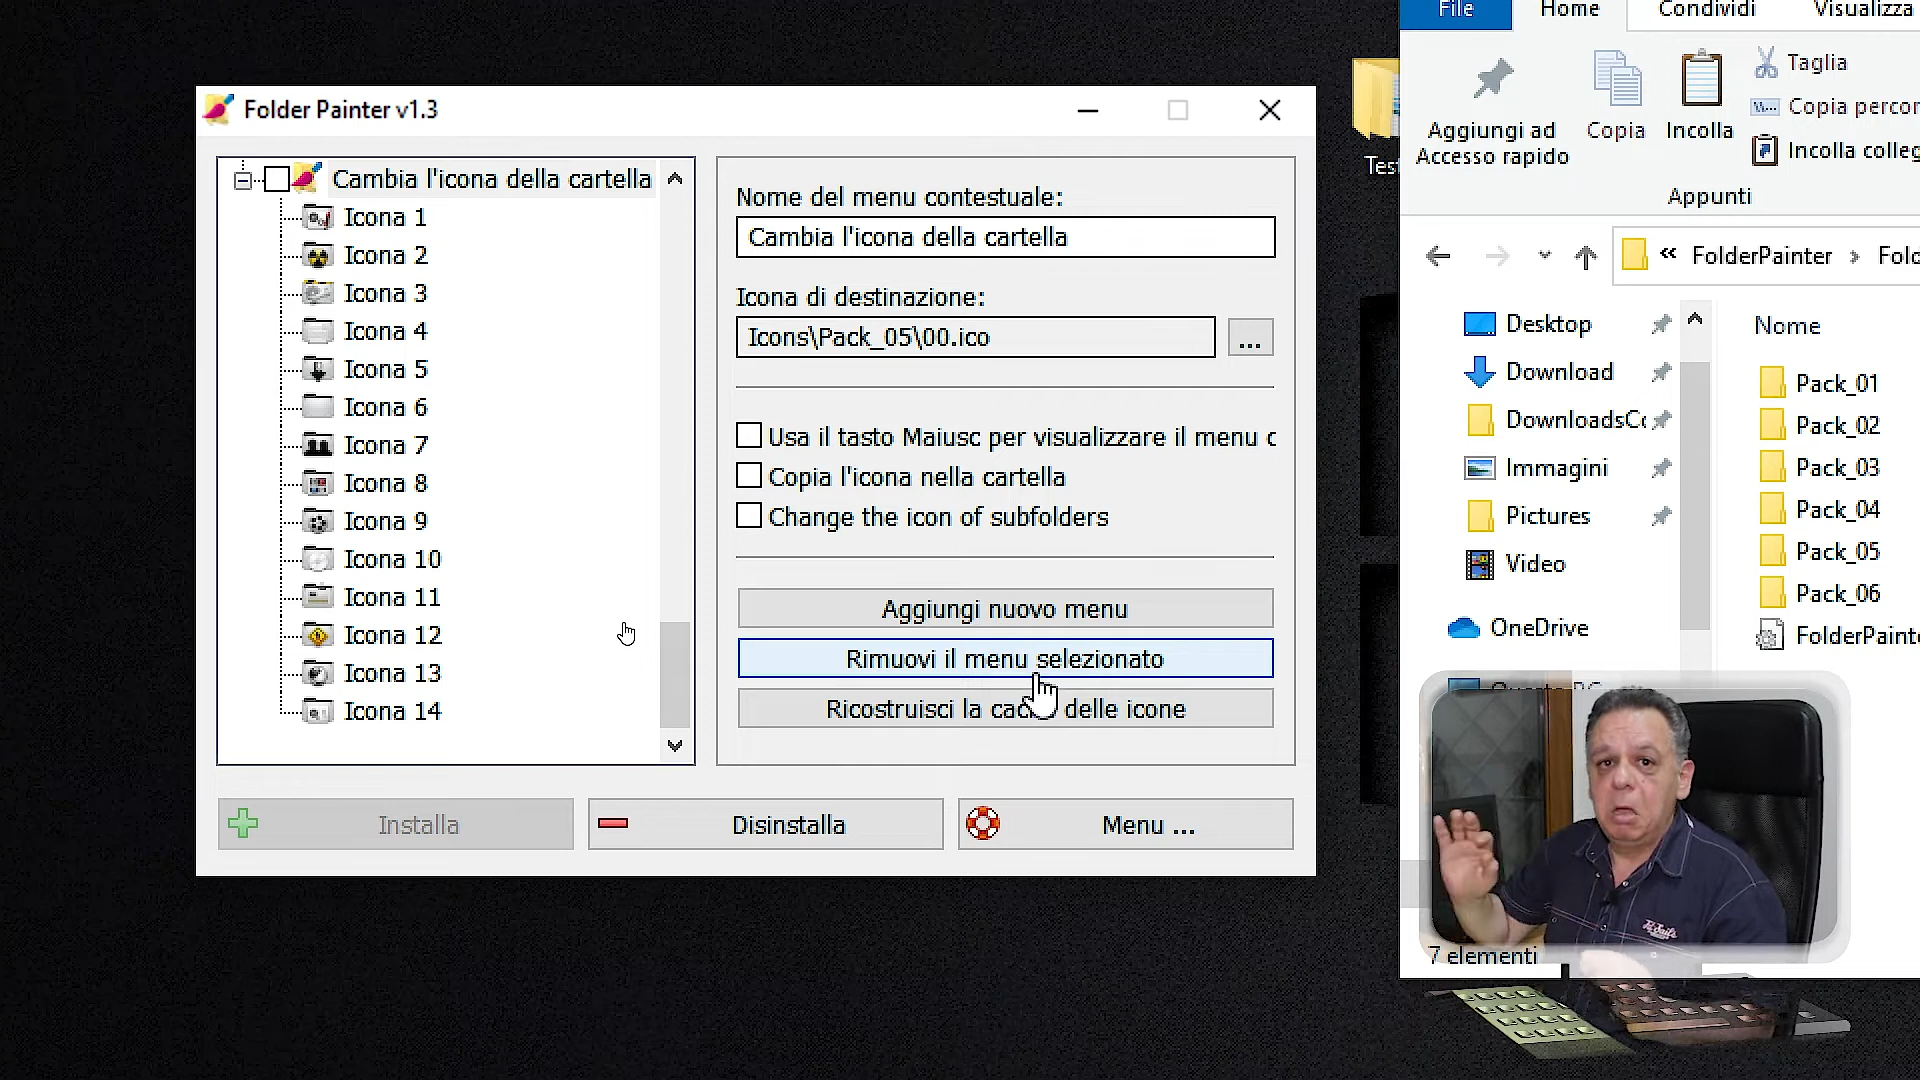 Folder Painter v1.3
Cambia l'icona della cartella
Icona 1
Icona 2
Icona 3
Icona 4
Icona 5
Icona 6
Icona 7
Icona 8
Icona 9
Icona 10
Icona 11
Icona 12
Icona 13
Icona 14
Nome del menu contestuale:
Cambia l'icona della cartella
Icona di destinazione:
Icons\Pack_05\00.ico
...
Usa il tasto Maiusc per visualizzare il menu c
Copia l'icona nella cartella
Change the icon of subfolders
Aggiungi nuovo menu
Rimuovi il menu selezionato
Ricostruisci la delle icone
Installa
Disinstalla
Menu ...
Test
File
Home
Condividi
Visualizza
Aggiungi ad
Accesso rapido
Copia
Incolla
Taglia
Copia percor
Incolla colleg
Appunti
« FolderPainter › Folc
Desktop
Download
DownloadsCo
Immagini
Pictures
Video
OneDrive
Nome
Pack_01
Pack_02
Pack_03
Pack_04
Pack_05
Pack_06
FolderPainte
7 elementi